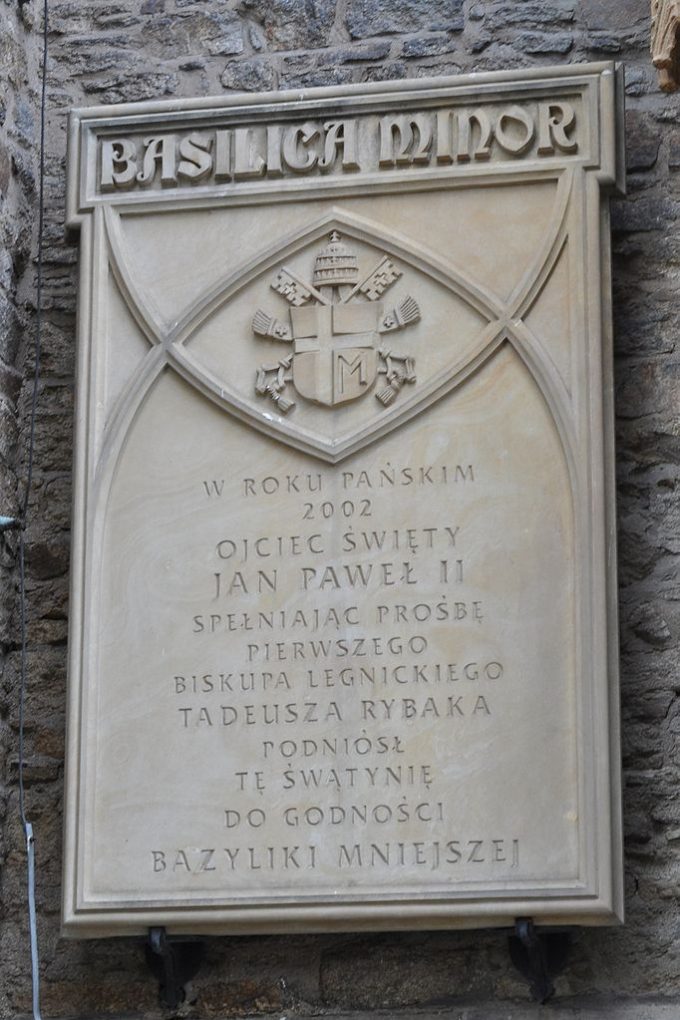 BASILICA MINOR
M
W ROKU PAŃSKIM
2002
OJCIEC ŚWIĘTY
JAN PAWEŁ II
SPEŁNIAJĄC PROŚBĘ
PIERWSZEGO
BISKUPA LEGNICKIEGO
TADEUSZA RYBAKA
PODNIÓSŁ
TĘ ŚWĄTYNIĘ
DO GODNOŚCI
BAZYLIKI MNIEJSZEJ